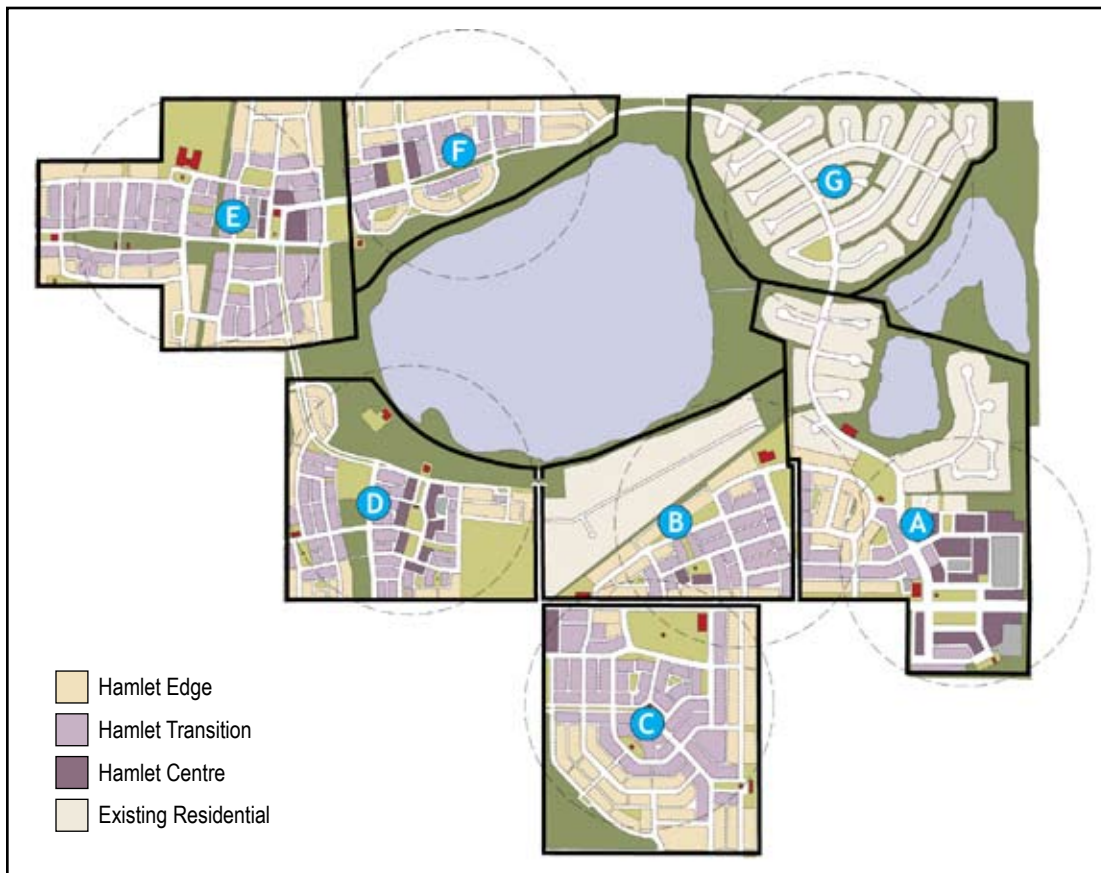 F
G
E
D
B
A
C
Hamlet Edge
Hamlet Transition
Hamlet Centre
Existing Residential